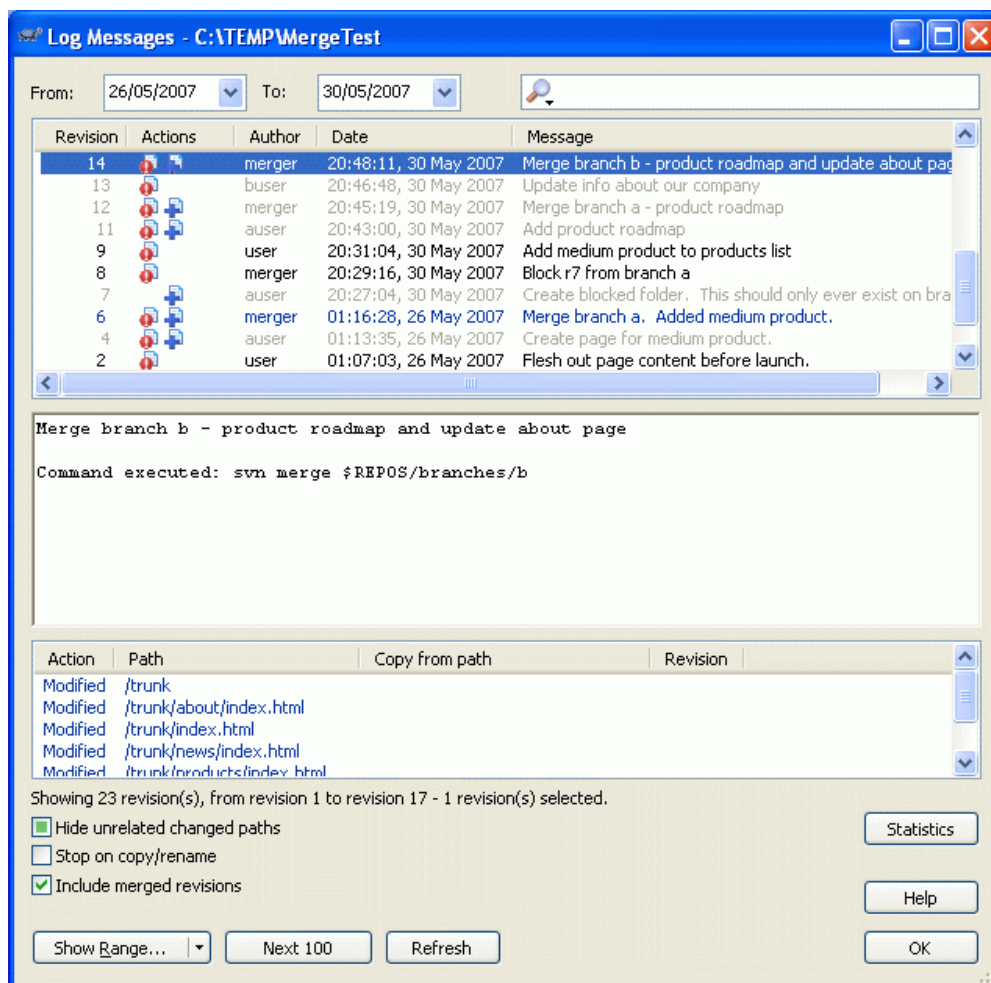 Log Messages - C:\TEMP\MergeTest
From: 26/05/2007 To: 30/05/2007
Revision Actions Author Date Message
14 merger 20:48:11, 30 May 2007 Merge branch b - product roadmap and update about pag
13 buser 20:46:48, 30 May 2007 Update info about our company
12 merger 20:45:19, 30 May 2007 Merge branch a - product roadmap
11 auser 20:43:00, 30 May 2007 Add product roadmap
9 user 20:31:04, 30 May 2007 Add medium product to products list
8 merger 20:29:16, 30 May 2007 Block r7 from branch a
7 auser 20:27:04, 30 May 2007 Create blocked folder. This should only ever exist on bra
6 merger 01:16:28, 26 May 2007 Merge branch a. Added medium product.
4 auser 01:13:35, 26 May 2007 Create page for medium product.
2 user 01:07:03, 26 May 2007 Flesh out page content before launch.
Merge branch b - product roadmap and update about page
Command executed: svn merge $REPOS/branches/b
Action Path Copy from path Revision
Modified /trunk
Modified /trunk/about/index.html
Modified /trunk/index.html
Modified /trunk/news/index.html
Modified /trunk/products/index.html
Showing 23 revision(s), from revision 1 to revision 17 - 1 revision(s) selected.
Hide unrelated changed paths
Statistics
Stop on copy/rename
Include merged revisions
Help
Show Range... Next 100 Refresh OK